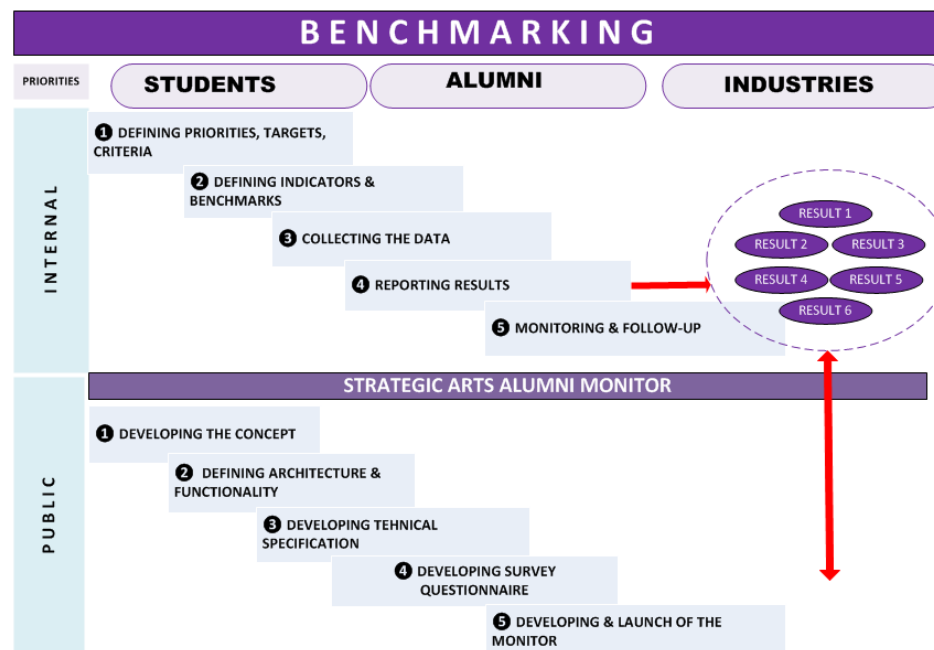 BENCHMARKING
PRIORITIES
STUDENTS
ALUMNI
INDUSTRIES
INTERNAL
❶ DEFINING PRIORITIES, TARGETS,
CRITERIA
❷ DEFINING INDICATORS &
BENCHMARKS
❸ COLLECTING THE DATA
❹ REPORTING RESULTS
❺ MONITORING & FOLLOW-UP
RESULT 1
RESULT 2
RESULT 3
RESULT 4
RESULT 5
RESULT 6
STRATEGIC ARTS ALUMNI MONITOR
PUBLIC
❶ DEVELOPING THE CONCEPT
❷ DEFINING ARCHITECTURE &
FUNCTIONALITY
❸ DEVELOPING TEHNICAL
SPECIFICATION
❹ DEVELOPING SURVEY
QUESTIONNAIRE
❺ DEVELOPING & LAUNCH OF THE
MONITOR